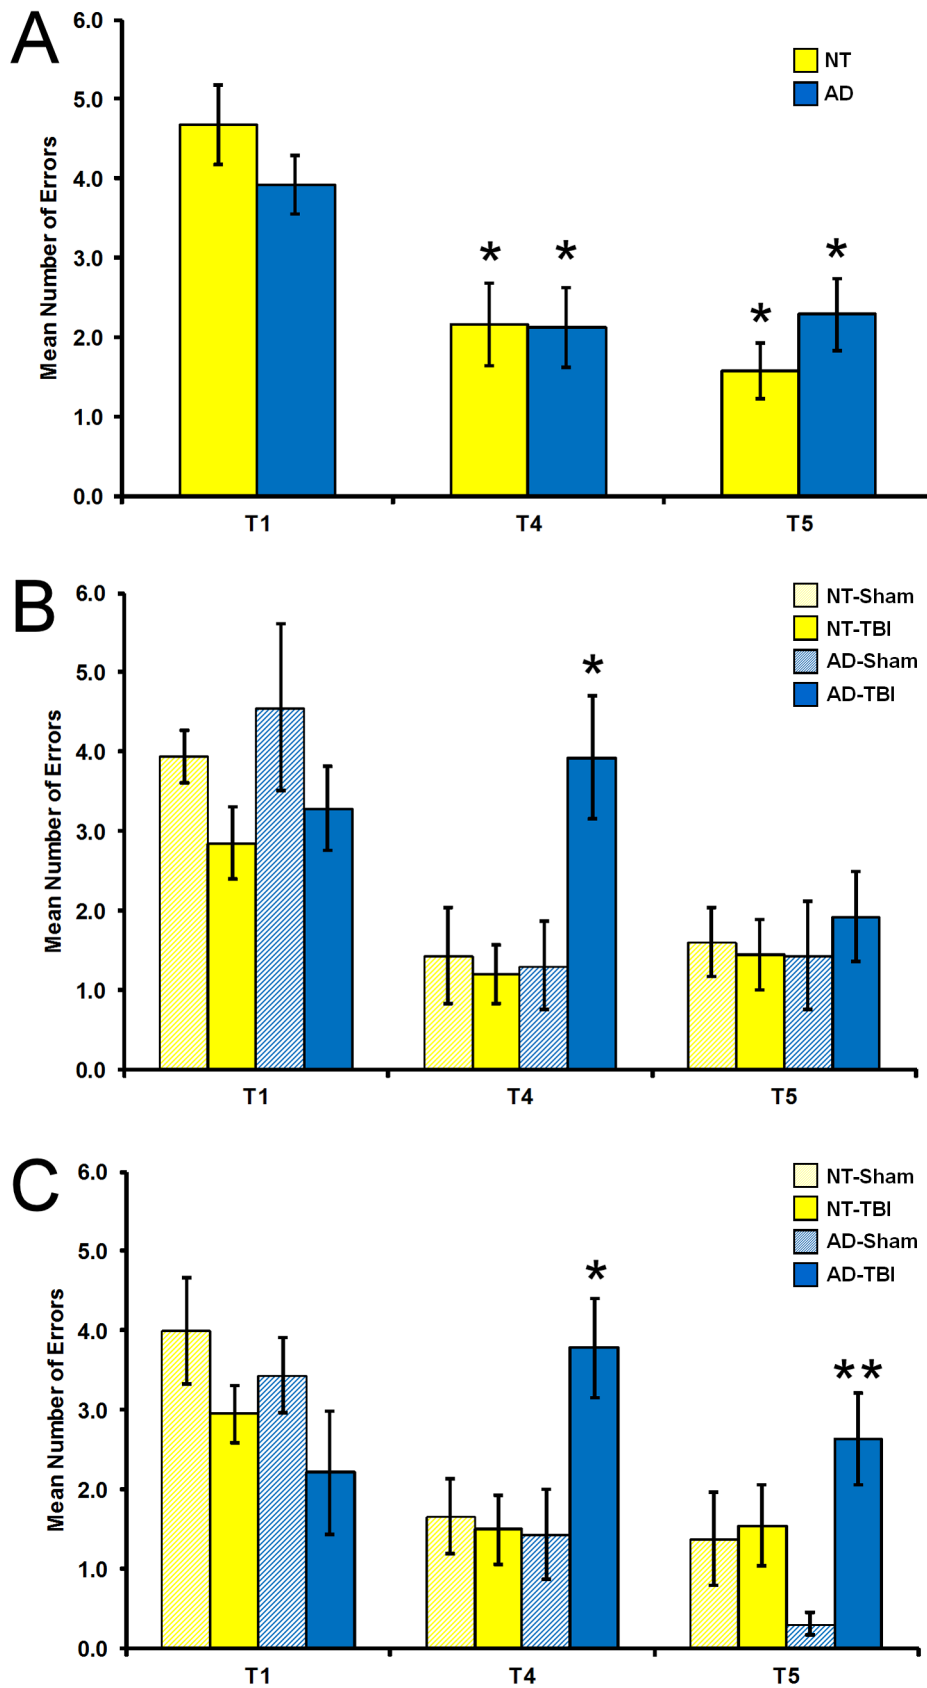 A
6.0
5.0
4.0
3.0
2.0
1.0
0.0
Mean Number of Errors
NT
AD
*
*
*
*
T1
T4
T5
B
6.0
5.0
4.0
3.0
2.0
1.0
0.0
Mean Number of Errors
NT-Sham
NT-TBI
AD-Sham
AD-TBI
*
T1
T4
T5
C
6.0
5.0
4.0
3.0
2.0
1.0
0.0
Mean Number of Errors
NT-Sham
NT-TBI
AD-Sham
AD-TBI
*
**
T1
T4
T5